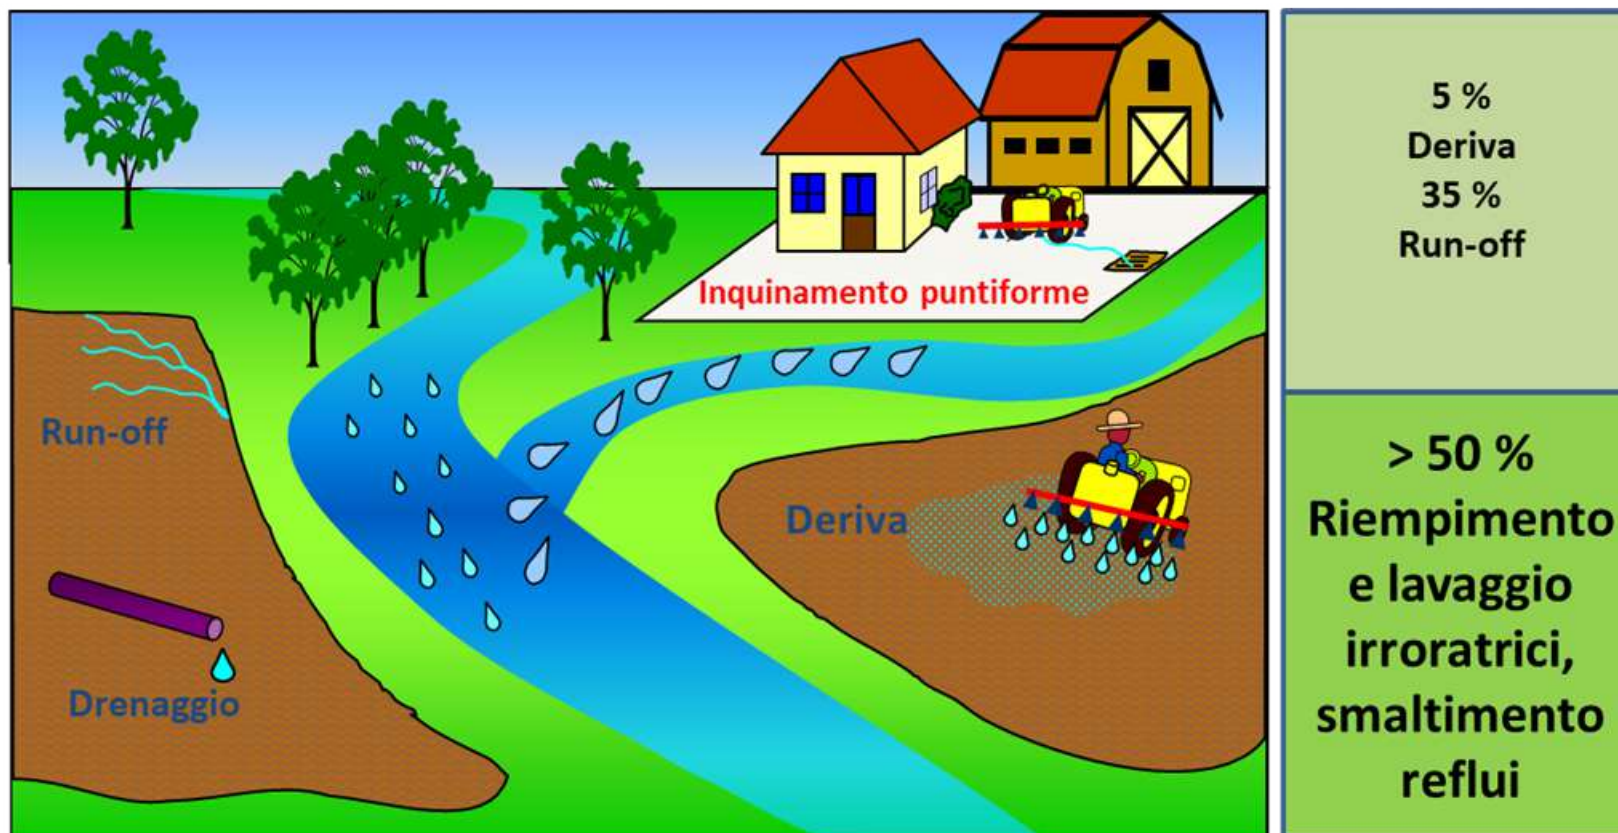 Inquinamento puntiforme
Run-off
Deriva
Drenaggio
5 %
Deriva
35 %
Run-off
> 50 %
Riempimento
e lavaggio
irroratrici,
smaltimento
reflui